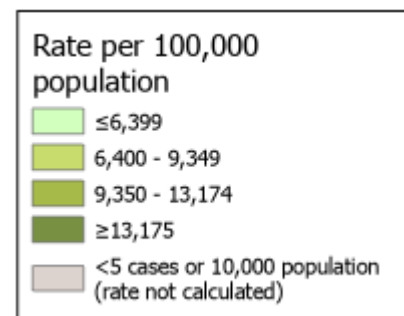 Rate per 100,000
population
≤6,399
6,400 - 9,349
9,350 - 13,174
≥13,175
<5 cases or 10,000 population
(rate not calculated)